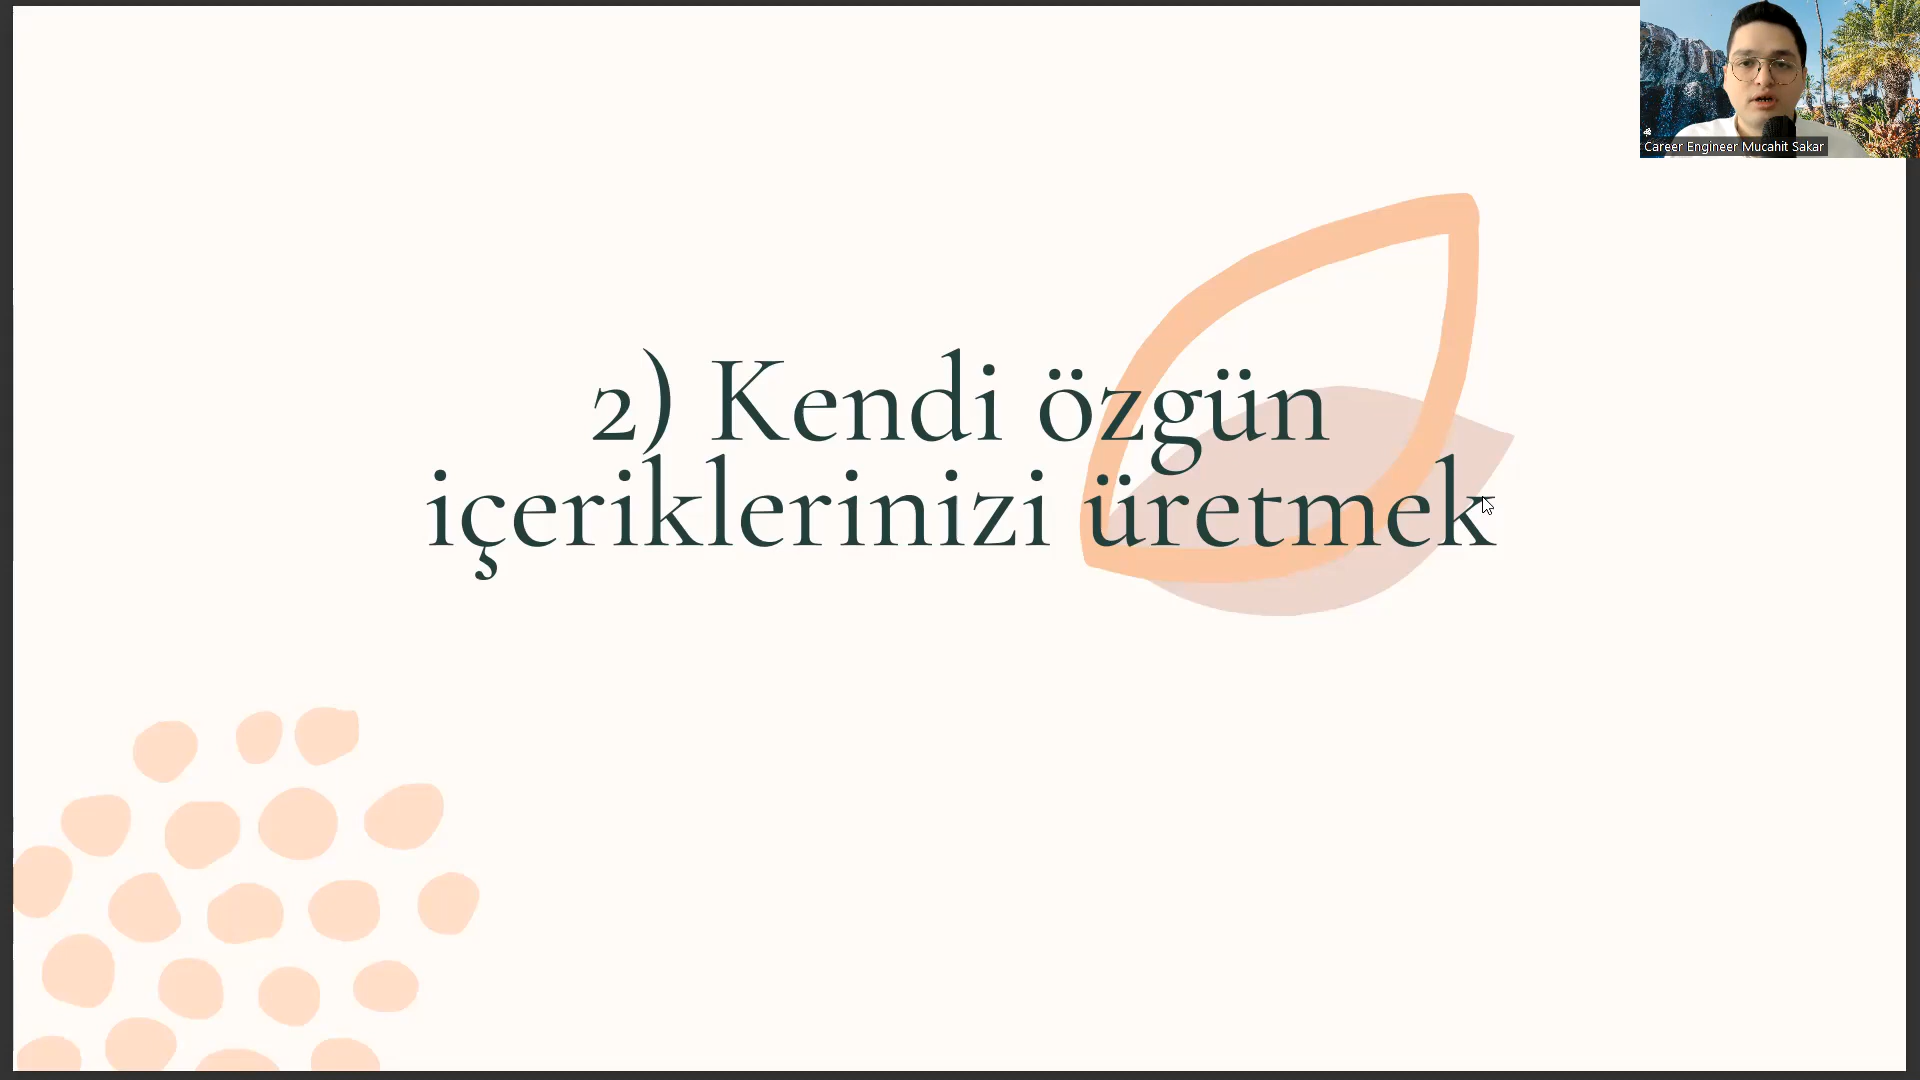 Career Engineer Mucahit Sakar
2) Kendi özgün
içeriklerinizi üretmek